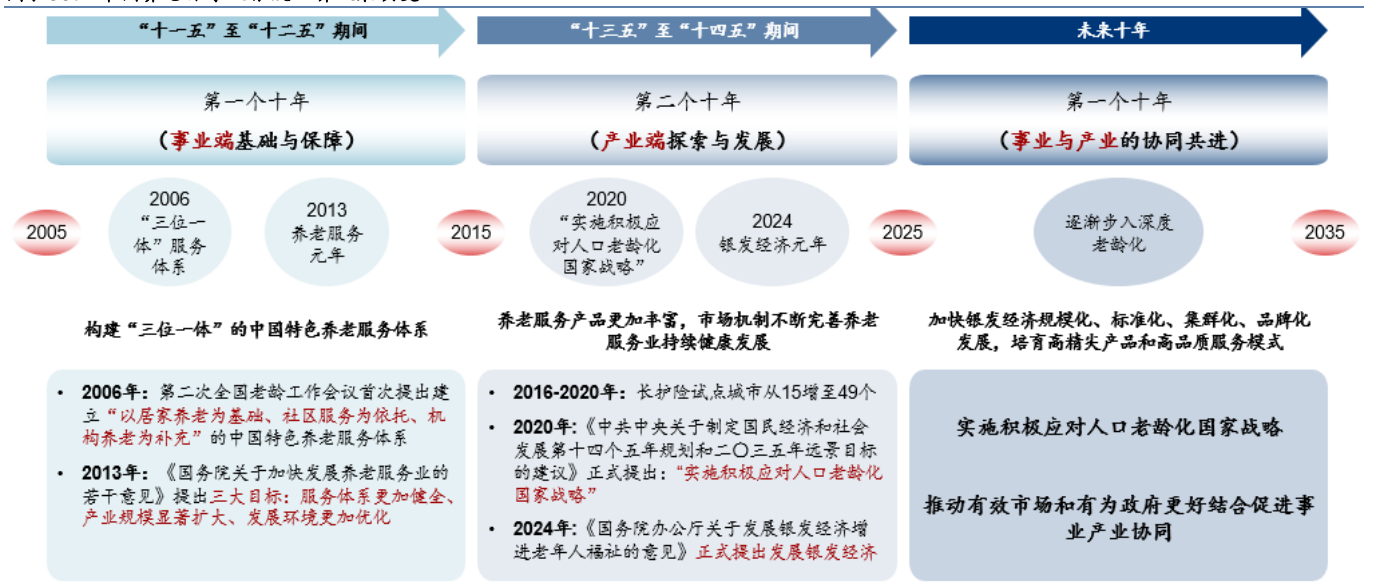 “十一五”至“十二五”期间
“十三五”至“十四五”期间
未来十年
第一个十年
（事业端基础与保障）
第二个十年
（产业端探索与发展）
第一个十年
（事业与产业的协同共进）
2005
2006
“三位一
体”服务
体系
2013
养老服务
元年
2015
2020
“实施积极应
对人口老龄化
国家战略”
2024
银发经济元年
2025
逐渐步入深度
老龄化
2035
构建“三位一体”的中国特色养老服务体系
养老服务产品更加丰富，市场机制不断完善养老
服务业持续健康发展
加快银发经济规模化、标准化、集群化、品牌化
发展，培育高精尖产品和高品质服务模式
• 2006年：第二次全国老龄工作会议首次提出建
立“以居家养老为基础、社区服务为依托、机
构养老为补充”的中国特色养老服务体系
• 2013年：《国务院关于加快发展养老服务业的
若干意见》提出三大目标：服务体系更加健全、
产业规模显著扩大、发展环境更加优化
• 2016-2020年：长护险试点城市从15增至49个
• 2020年:《中共中央关于制定国民经济和社会
发展第十四个五年规划和二〇三五年远景目标
的建议》正式提出：“实施积极应对人口老龄化
国家战略”
• 2024年:《国务院办公厅关于发展银发经济增
进老年人福祉的意见》正式提出发展银发经济
实施积极应对人口老龄化国家战略
推动有效市场和有为政府更好结合促进事
业产业协同